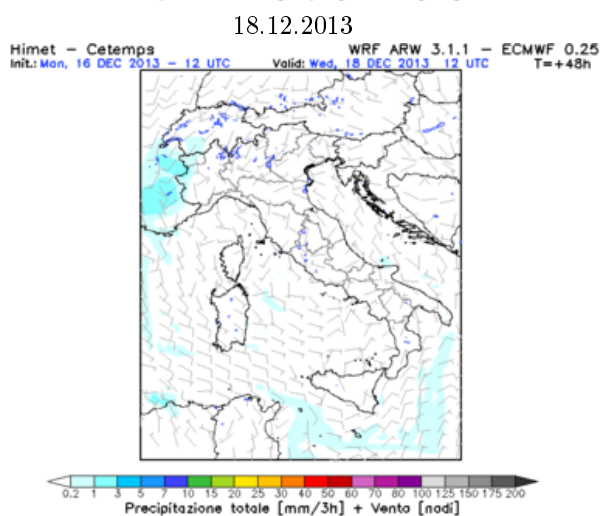 18.12.2013
Himet – Cetemps WRF ARW 3.1.1 – ECMWF 0.25
Init.: Mon, 16 DEC 2013 – 12 UTC Valid: Wed, 18 DEC 2013 12 UTC T=+48h
0.2 1 3 5 7 10 15 20 25 30 40 50 60 70 80 100 125 150 175 200
Precipitazione totale [mm/3h] + Vento [nodi]